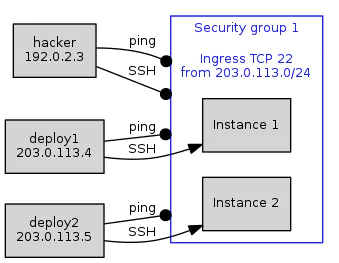 Security group 1
Ingress TCP 22
from 203.0.113.0/24
hacker
192.0.2.3
ping
SSH
Instance 1
deploy1
203.0.113.4
ping
SSH
Instance 2
deploy2
203.0.113.5
ping
SSH